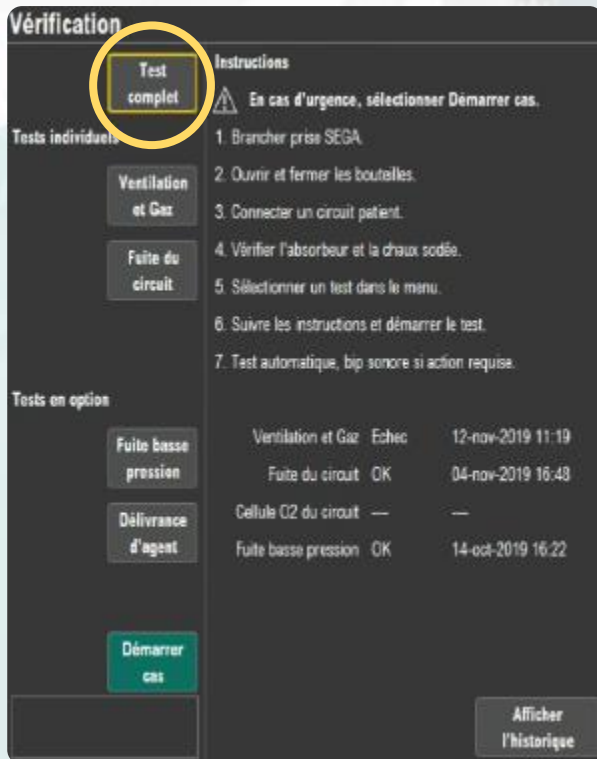 Vérification
Test
complet
Tests individuels
Ventilation
et Gaz
Fuite du
circuit
Tests en option
Fuite basse
pression
Délivrance
d'agent
Démarrer
cas
Instructions
En cas d'urgence, sélectionner Démarrer cas.
1. Brancher prise SEGA.
2. Ouvrir et fermer les bouteilles.
3. Connecter un circuit patient.
4. Vérifier l'absorbeur et la chaux sodée.
5. Sélectionner un test dans le menu.
6. Suivre les instructions et démarrer le test.
7. Test automatique, bip sonore si action requise.
Ventilation et Gaz Echec 12-nov-2019 11:19
Fuite du circuit OK 04-nov-2019 16:48
Cellule O2 du circuit --- ---
Fuite basse pression OK 14-oct-2019 16:22
Afficher
l'historique